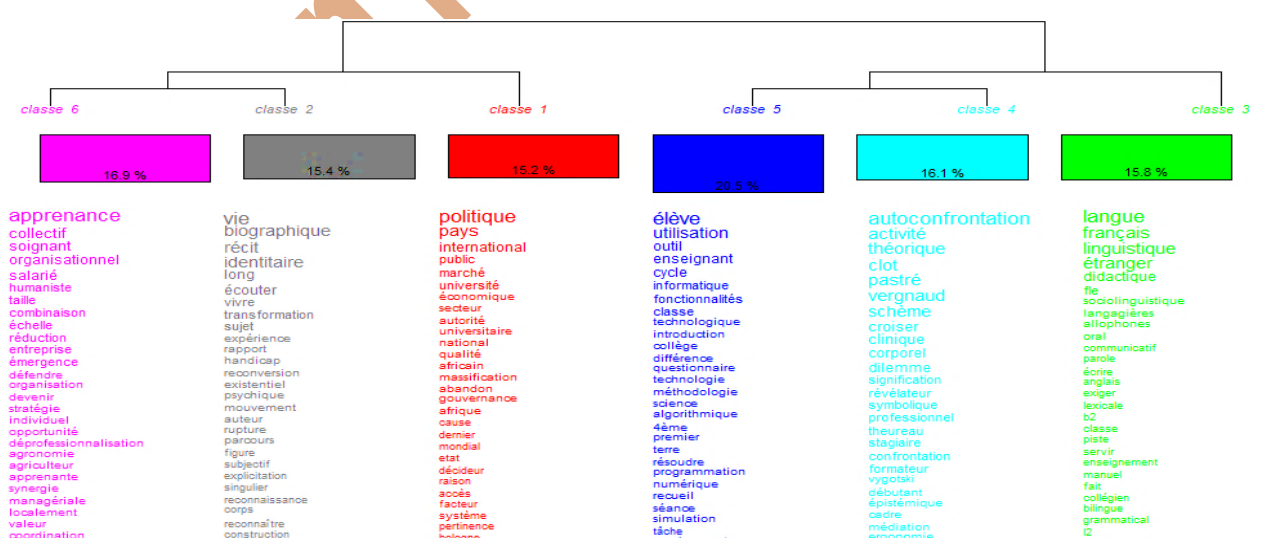 classe 6
classe 2
classe 1
classe 5
classe 4
classe 3
16.9 %
15.4 %
15.2 %
20.5 %
16.1 %
15.8 %
apprenance
collectif
soignant
organisationnel
salarié
humaniste
taille
combinaison
échelle
réduction
entreprise
émergence
défendre
organisation
devenir
stratégie
individuel
opportunité
déprofessionnalisation
agronomie
agriculteur
apprenante
synergie
managériale
localement
valeur
coordination
vie
biographique
récit
identitaire
long
écouter
vivre
transformation
sujet
expérience
rapport
handicap
reconversion
existentiel
psychique
mouvement
auteur
rupture
parcours
figure
subjectif
explicitation
singulier
reconnaissance
corps
reconnaître
construction
politique
pays
international
public
marché
université
économique
secteur
autorité
universitaire
national
qualité
africain
massification
abandon
gouvernance
afrique
cause
dernier
mondial
etat
décideur
raison
accès
facteur
système
pertinence
bologne
élève
utilisation
outil
enseignant
cycle
informatique
fonctionnalités
classe
technologique
introduction
collège
différence
questionnaire
technologie
méthodologie
science
algorithmique
4ème
premier
terre
résoudre
programmation
numérique
recueil
séance
simulation
tâche
autoconfrontation
activité
théorique
clot
pastré
vergnaud
schème
croiser
clinique
corporel
dilemme
signification
révélateur
symbolique
professionnel
theureau
stagiaire
confrontation
formateur
vygotski
débutant
épistémique
cadre
médiation
ergonomie
langue
français
linguistique
étranger
didactique
fle
sociolinguistique
langagières
allophones
oral
communicatif
parole
écrire
anglais
exiger
lexicale
b2
classe
piste
servir
enseignement
manuel
fait
collégien
bilingue
grammatical
l2